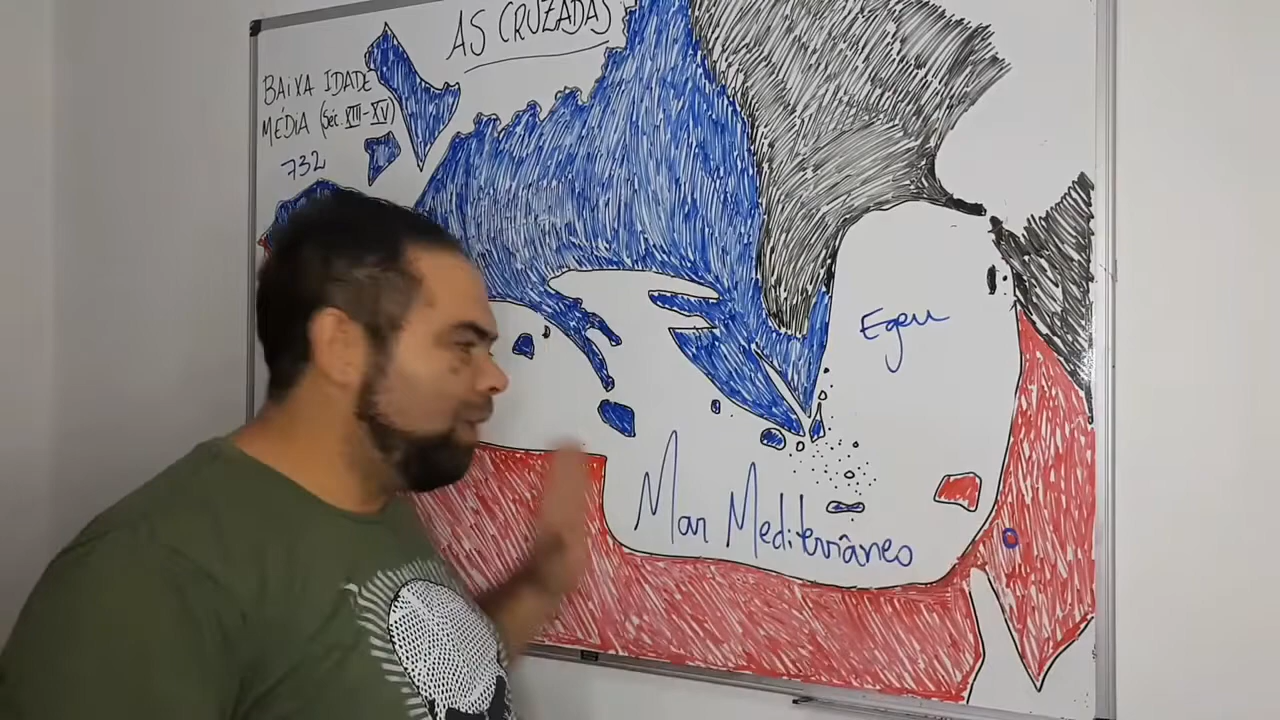 AS CRUZADAS
BAIXA IDADE
MÉDIA (Séc. XIII-XV)
732
Egeu
Mar Mediterrâneo